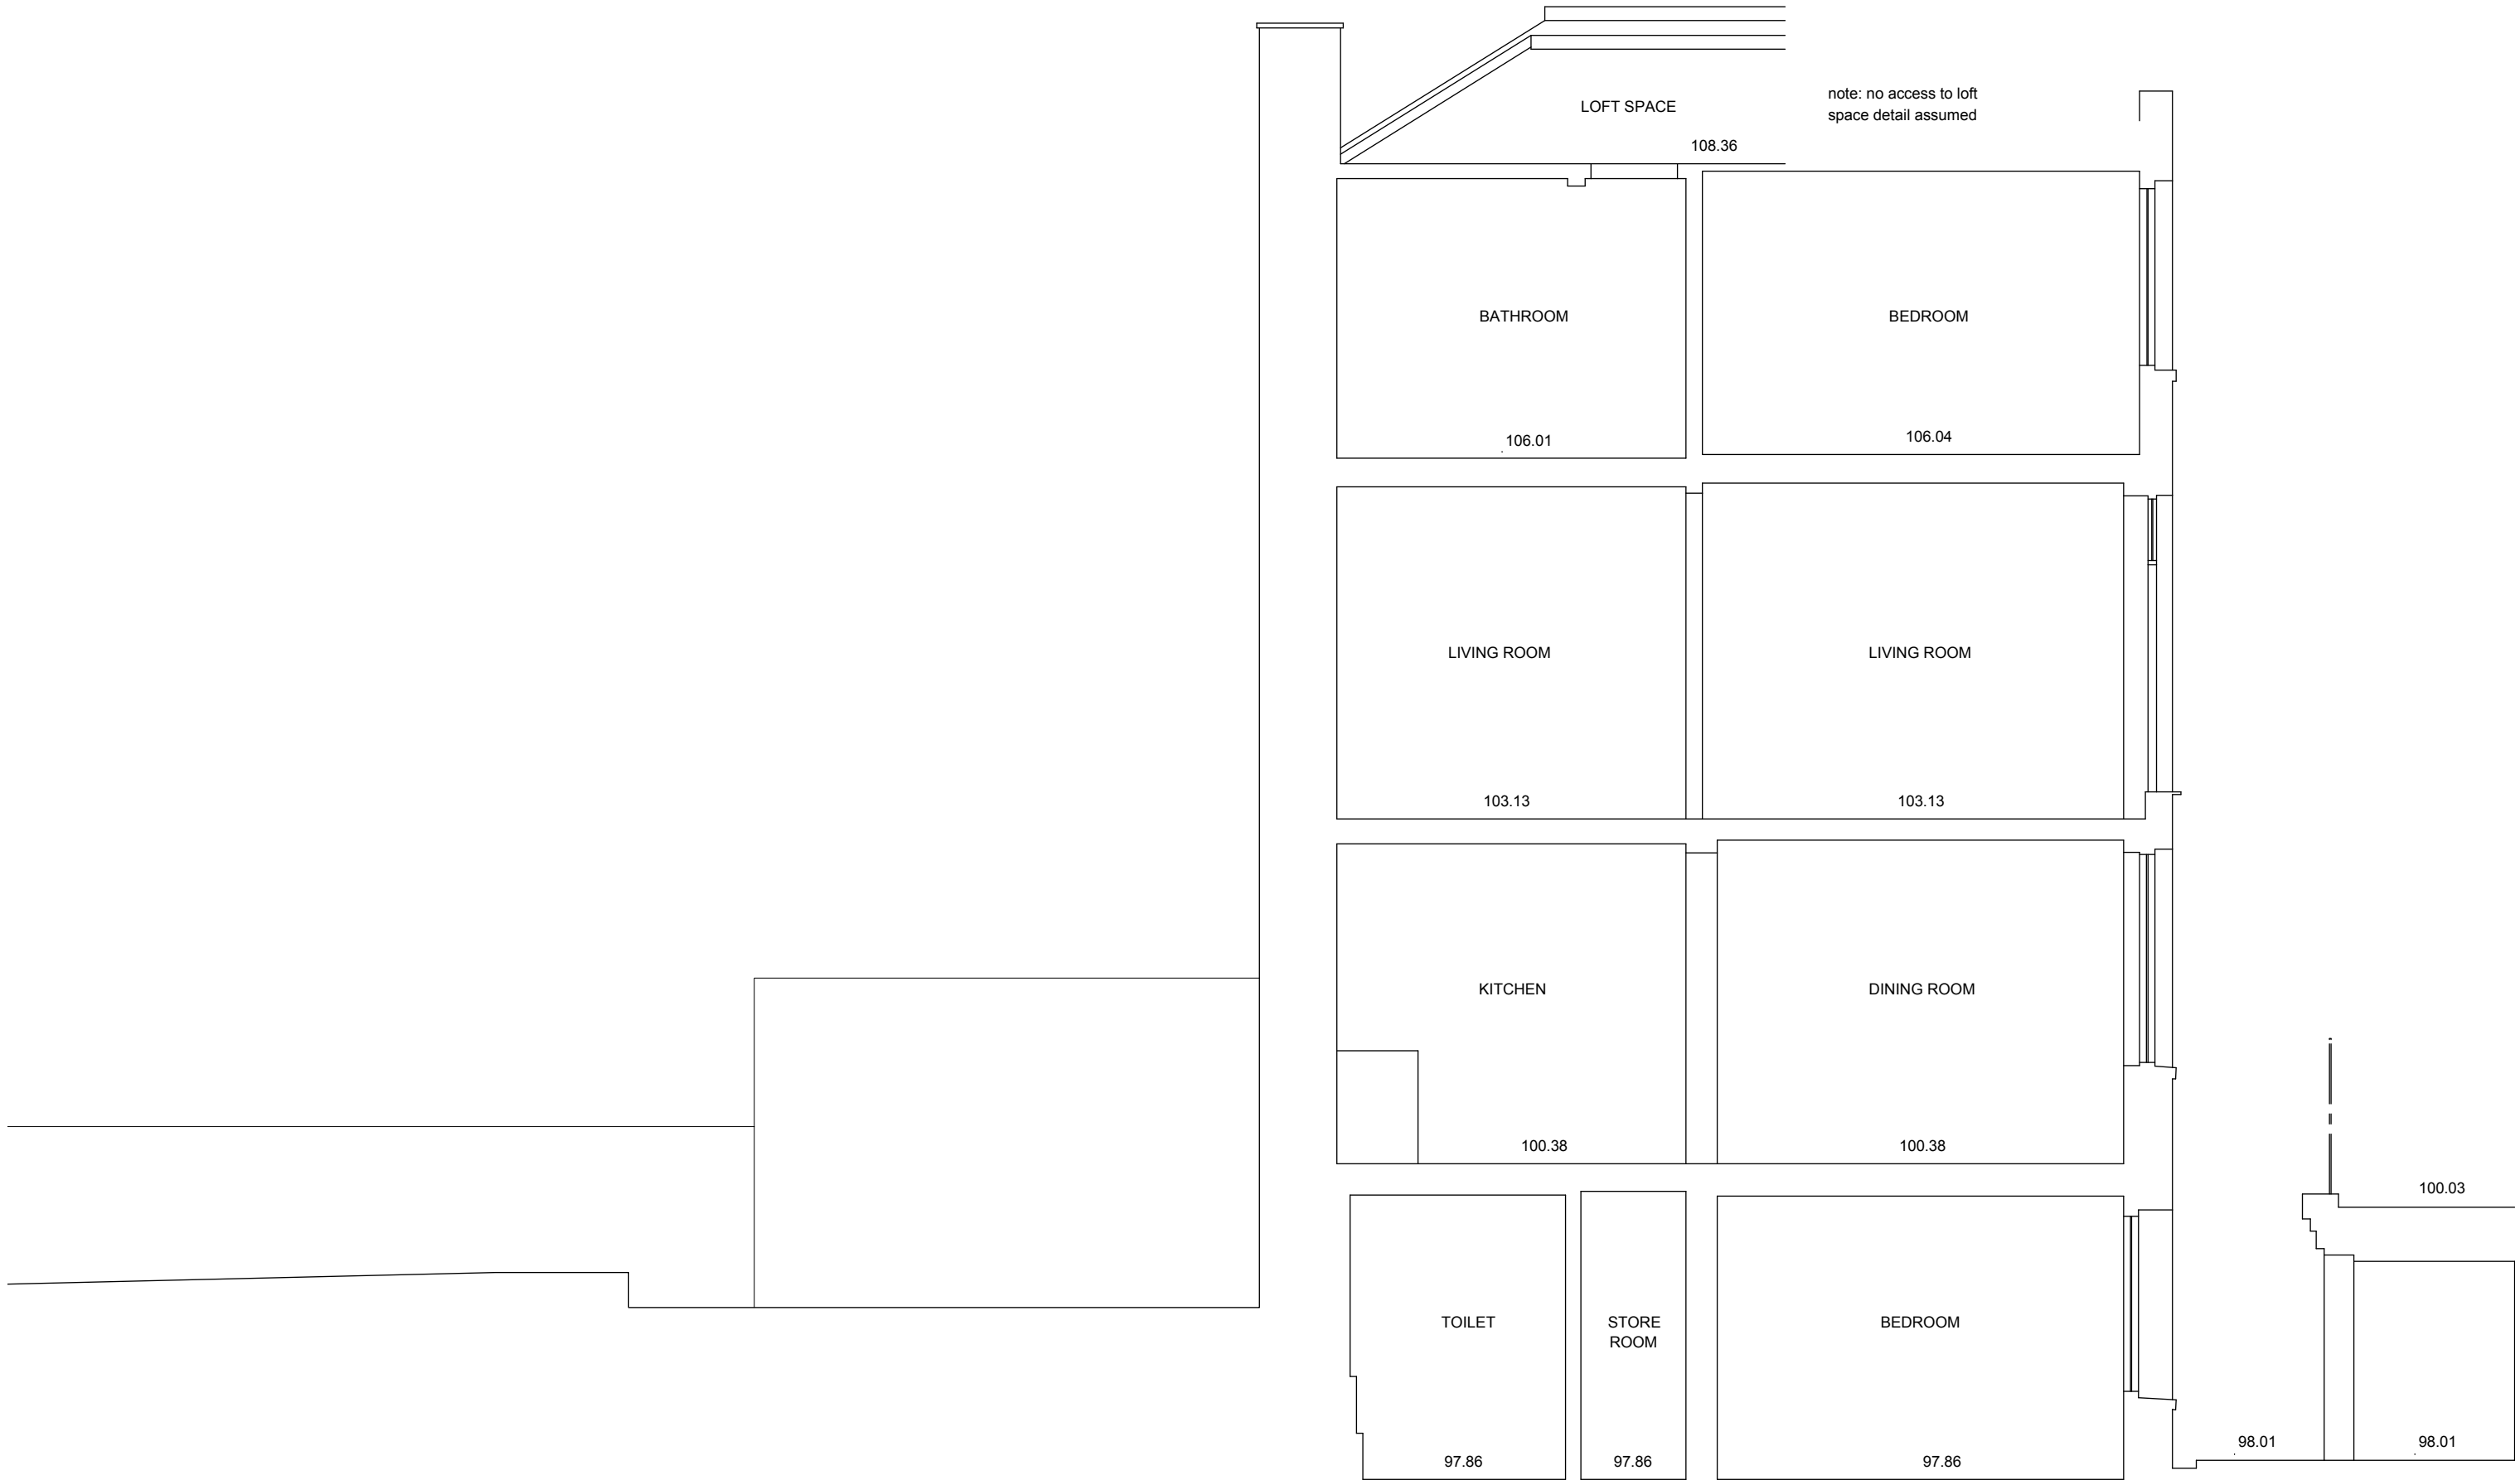 note: no access to loft
space detail assumed
LOFT SPACE
108.36
BATHROOM
BEDROOM
106.01
106.04
LIVING ROOM
LIVING ROOM
103.13
103.13
KITCHEN
DINING ROOM
100.38
100.38
100.03
TOILET
STORE
ROOM
BEDROOM
97.86
97.86
97.86
98.01
98.01